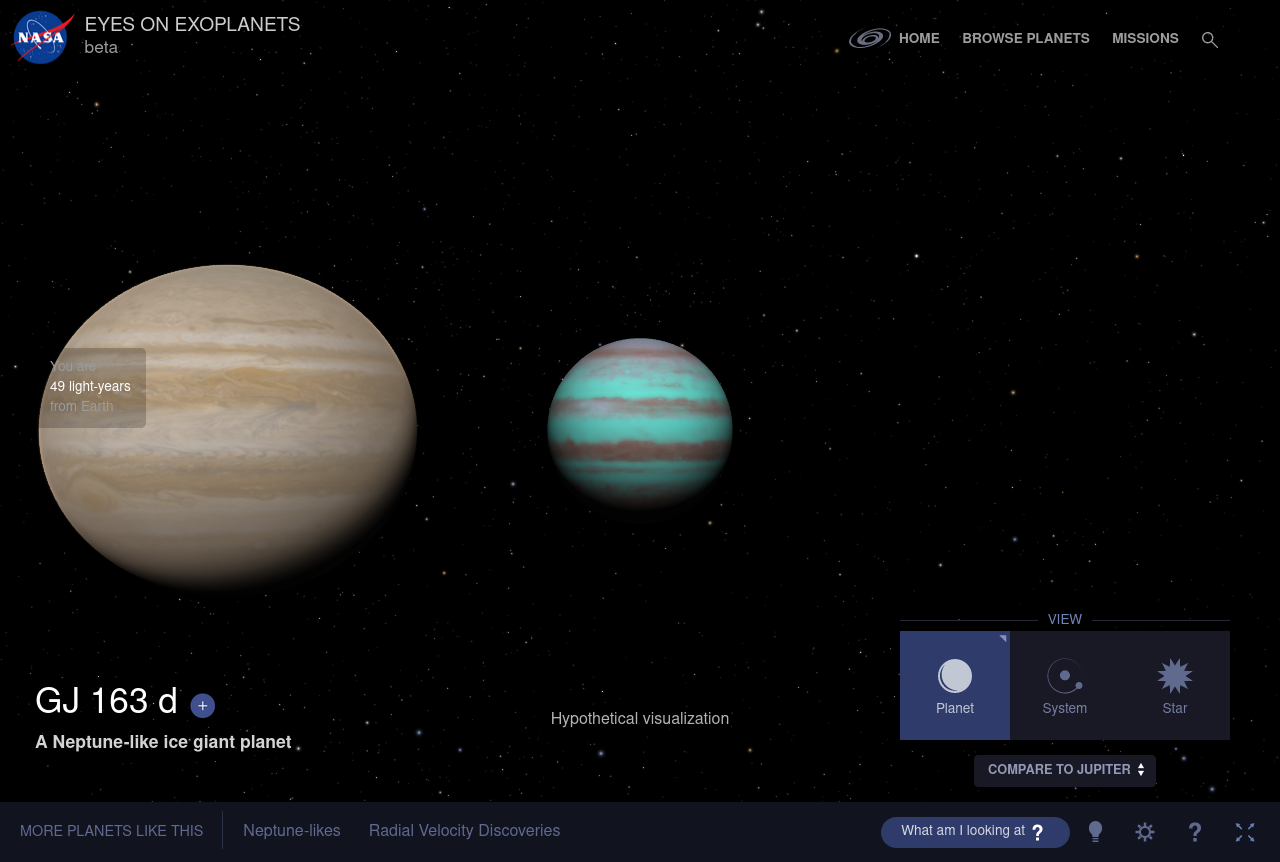 NASA
EYES ON EXOPLANETS
beta
HOME
BROWSE PLANETS
MISSIONS
You are
49 light-years
from Earth
VIEW
Planet
System
Star
GJ 163 d +
A Neptune-like ice giant planet
Hypothetical visualization
COMPARE TO JUPITER
MORE PLANETS LIKE THIS
Neptune-likes
Radial Velocity Discoveries
What am I looking at ?
?